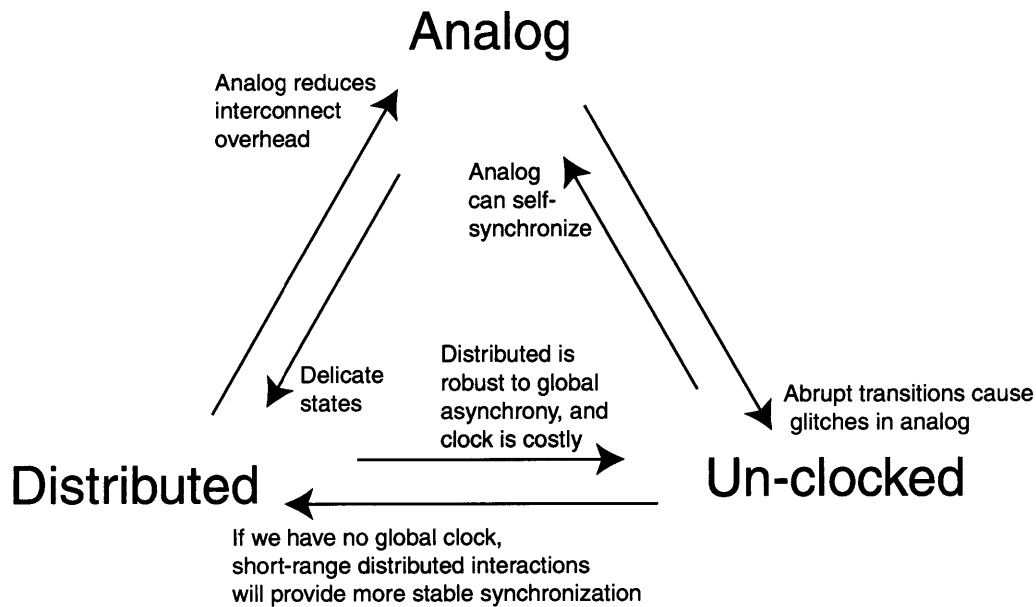 Analog
Analog reduces
interconnect
overhead
Analog
can self-
synchronize
Delicate
states
Distributed is
robust to global
asynchrony, and
clock is costly
Abrupt transitions cause
glitches in analog
Distributed
Un-clocked
If we have no global clock,
short-range distributed interactions
will provide more stable synchronization